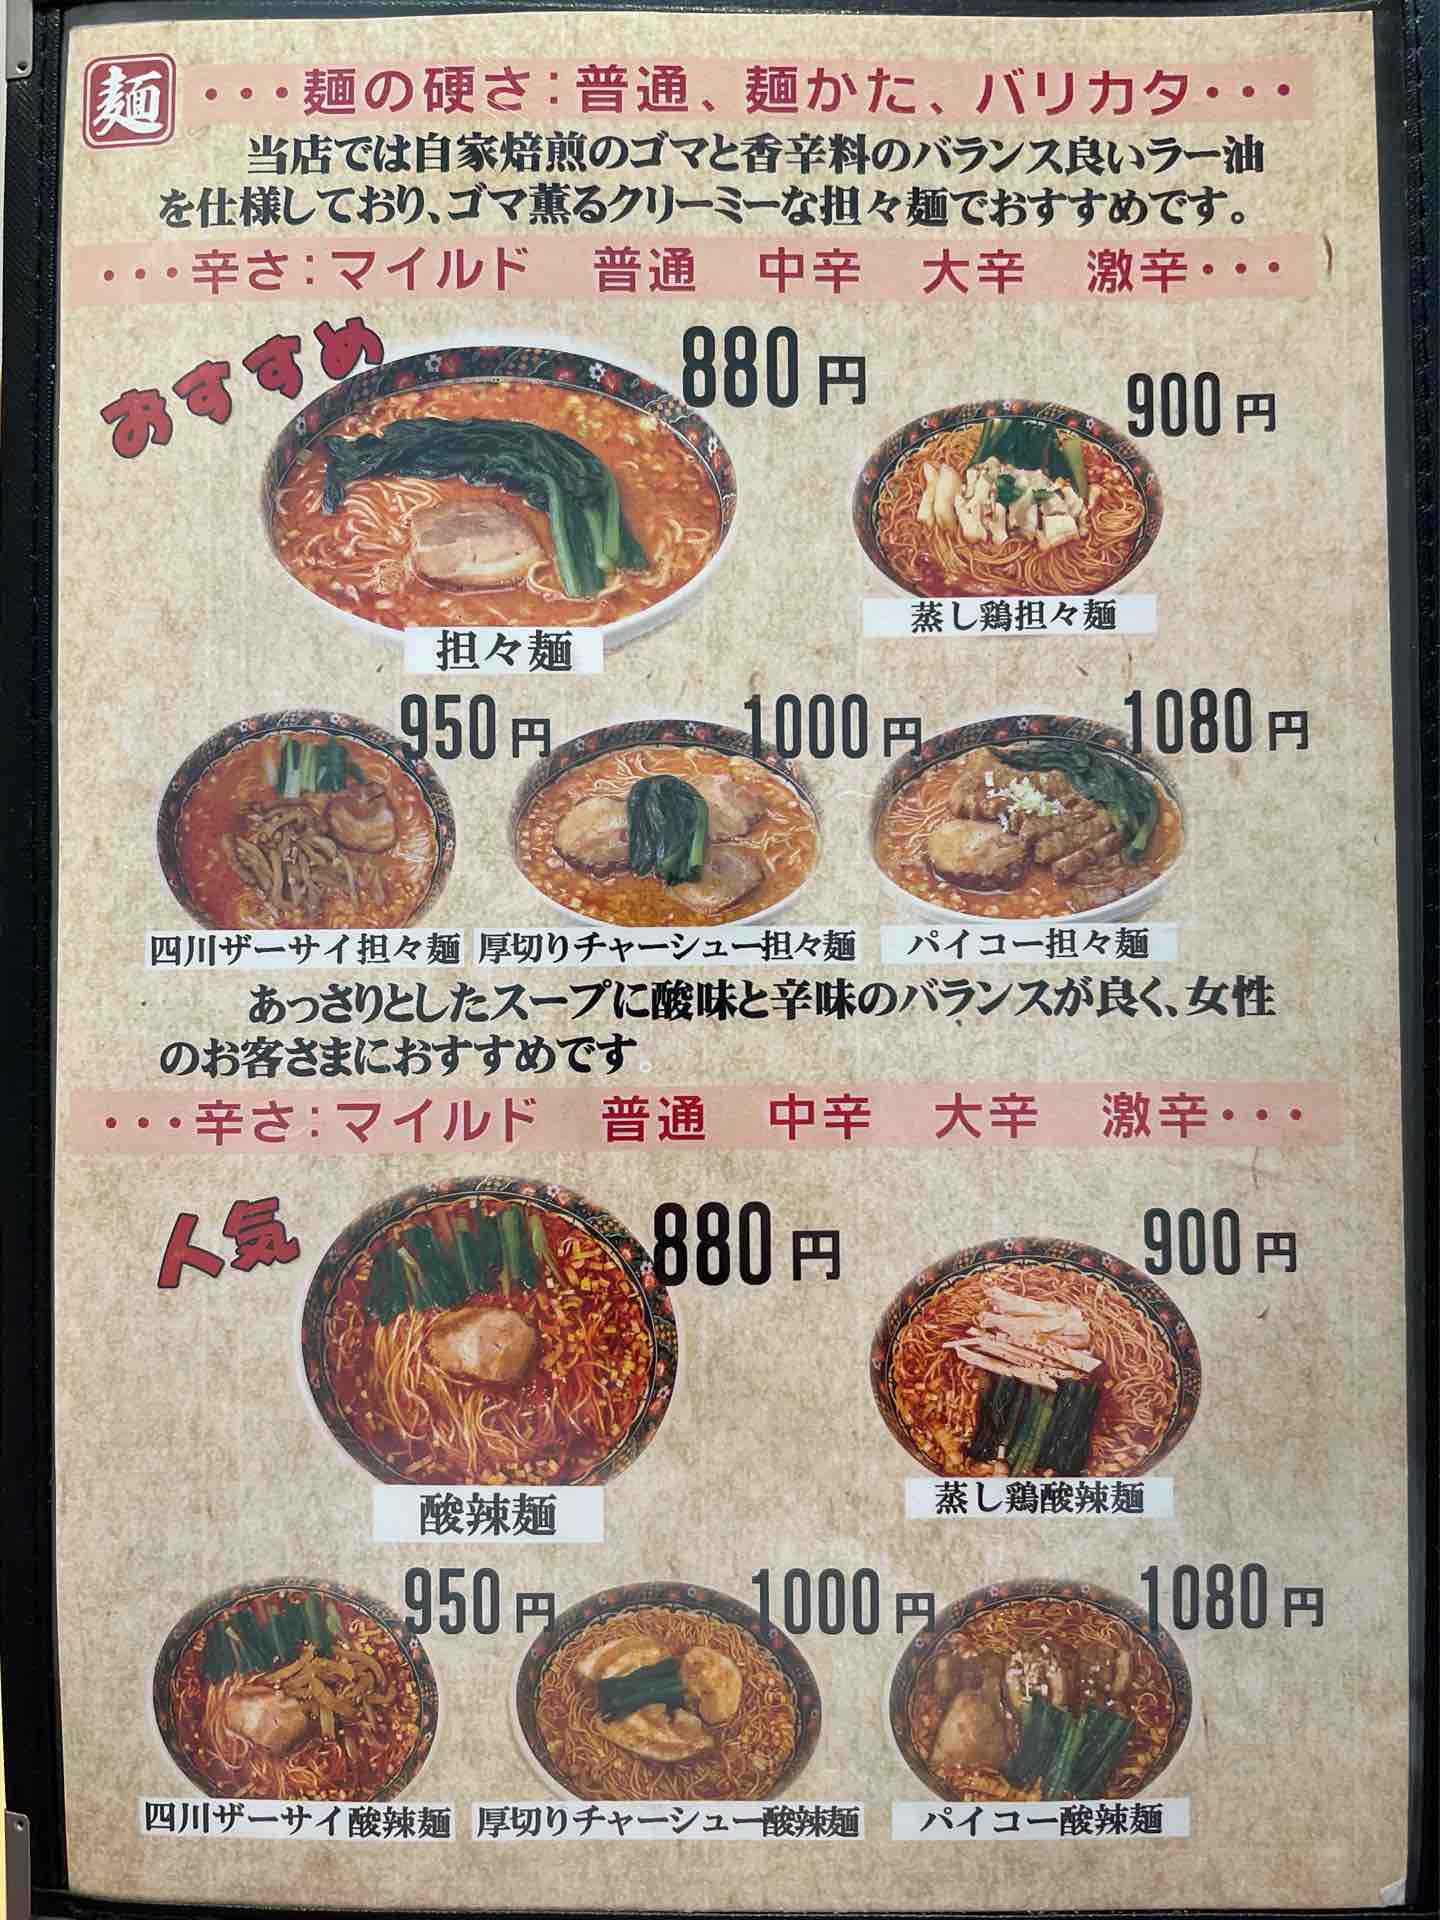 麺 ・・・麺の硬さ：普通、麺かた、バリカタ・・・
当店では自家焙煎のゴマと香辛料のバランス良いラー油
を仕様しており、ゴマ薫るクリーミーな担々麺でおすすめです。
・・・辛さ：マイルド　普通　中辛　大辛　激辛・・・
おすすめ
880円
900円
担々麺
蒸し鶏担々麺
950円
1000円
1080円
四川ザーサイ担々麺
厚切りチャーシュー担々麺
パイコー担々麺
あっさりとしたスープに酸味と辛味のバランスが良く、女性
のお客さまにおすすめです。
・・・辛さ：マイルド　普通　中辛　大辛　激辛・・・
人気
880円
900円
酸辣麺
蒸し鶏酸辣麺
950円
1000円
1080円
四川ザーサイ酸辣麺
厚切りチャーシュー酸辣麺
パイコー酸辣麺